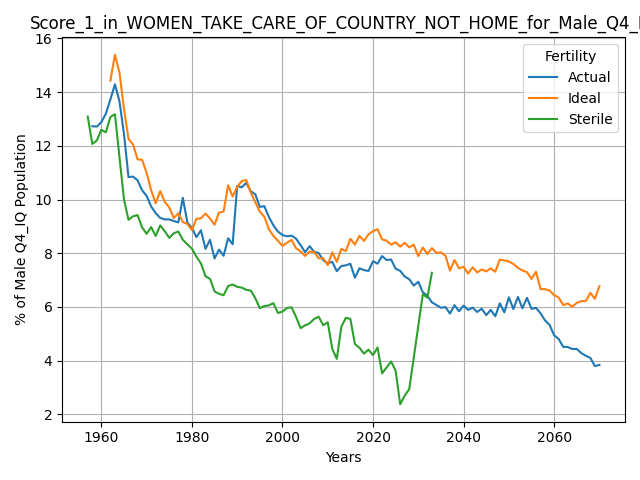 Score_1_in_WOMEN_TAKE_CARE_OF_COUNTRY_NOT_HOME_for_Male_Q4_I
Fertility
Actual
Ideal
Sterile
% of Male Q4_IQ Population
16
14
12
10
8
6
4
2
1960 1980 2000 2020 2040 2060
Years